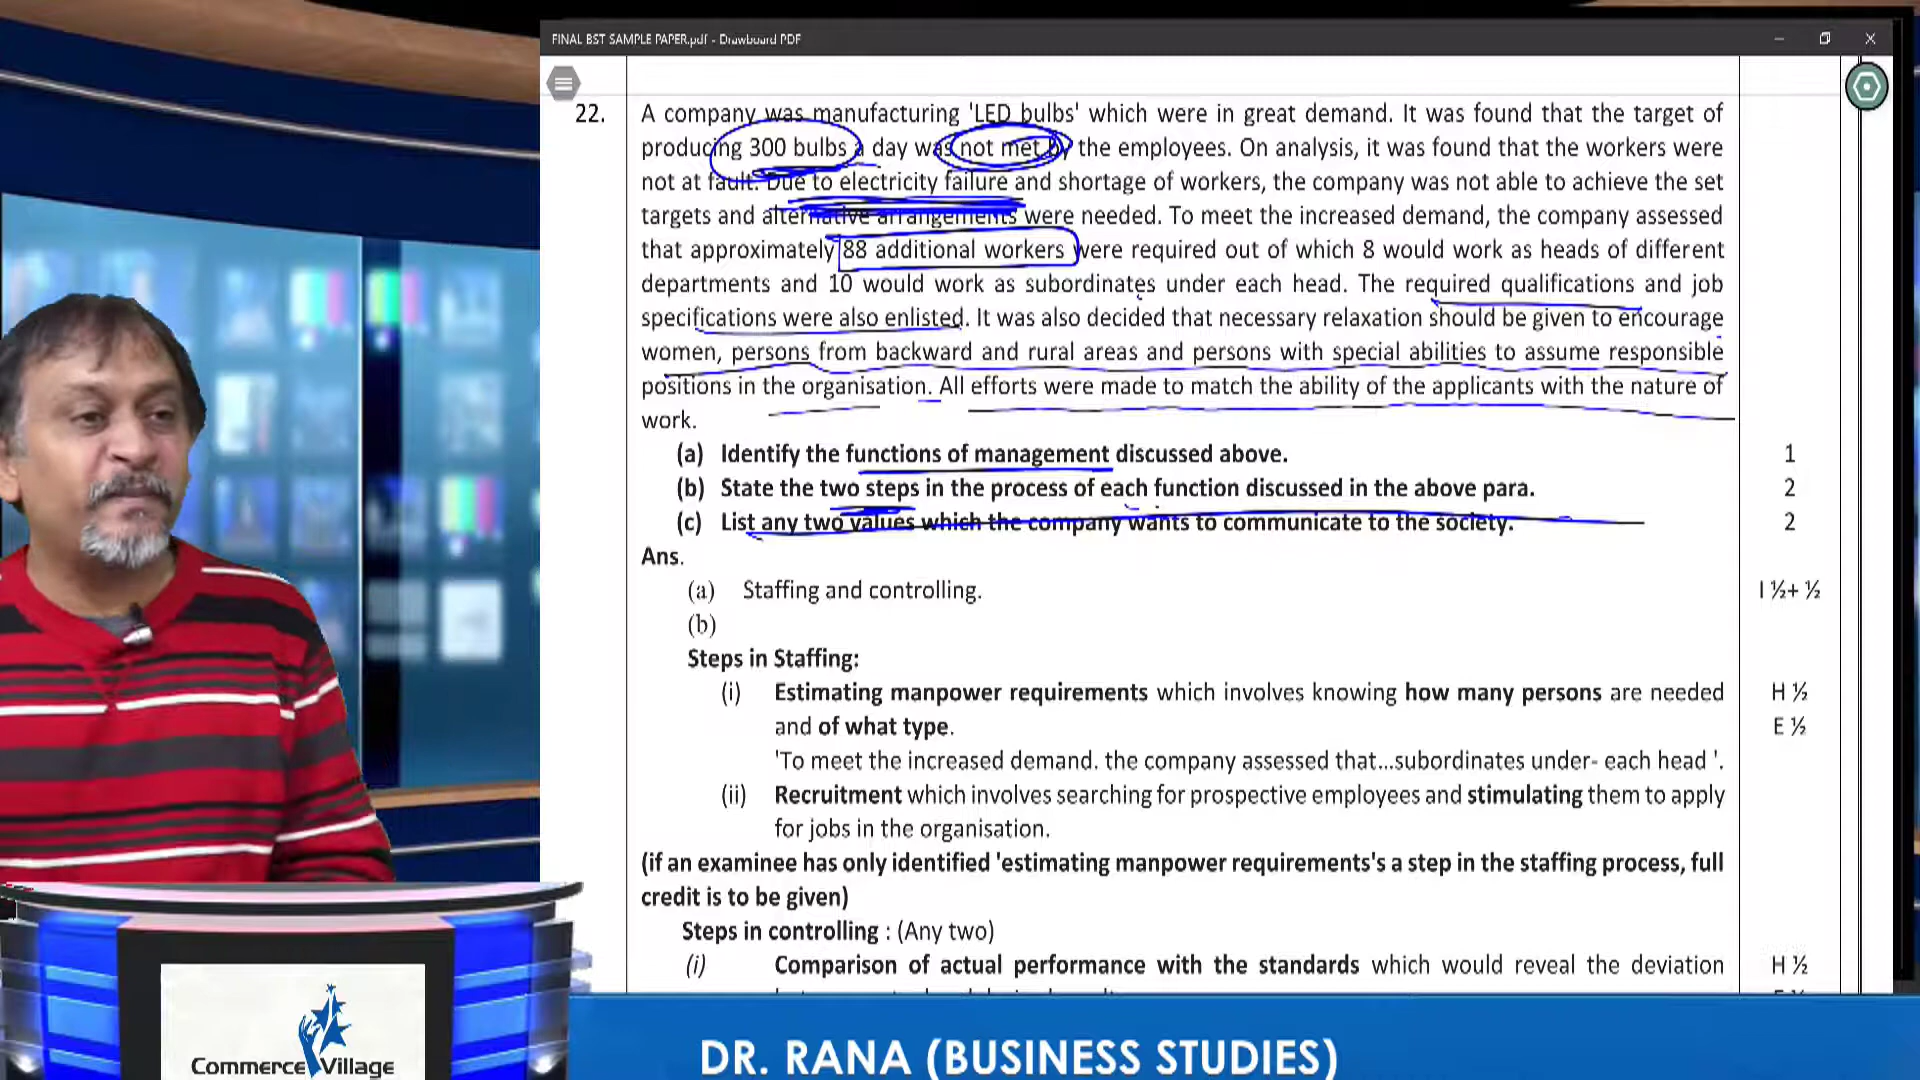 FINAL BST SAMPLE PAPER.pdf - Drawboard PDF
22. A company was manufacturing 'LED bulbs' which were in great demand. It was found that the target of
producing 300 bulbs a day was not met by the employees. On analysis, it was found that the workers were
not at fault. Due to electricity failure and shortage of workers, the company was not able to achieve the set
targets and alternative arrangements were needed. To meet the increased demand, the company assessed
that approximately 88 additional workers were required out of which 8 would work as heads of different
departments and 10 would work as subordinates under each head. The required qualifications and job
specifications were also enlisted. It was also decided that necessary relaxation should be given to encourage
women, persons from backward and rural areas and persons with special abilities to assume responsible
positions in the organisation. All efforts were made to match the ability of the applicants with the nature of
work.
(a) Identify the functions of management discussed above. 1
(b) State the two steps in the process of each function discussed in the above para. 2
(c) List any two values which the company wants to communicate to the society. 2
Ans.
(a) Staffing and controlling. I ½+ ½
(b)
Steps in Staffing:
(i) Estimating manpower requirements which involves knowing how many persons are needed H ½
and of what type. E ½
'To meet the increased demand. the company assessed that...subordinates under- each head '.
(ii) Recruitment which involves searching for prospective employees and stimulating them to apply
for jobs in the organisation.
(if an examinee has only identified 'estimating manpower requirements's a step in the staffing process, full
credit is to be given)
Steps in controlling : (Any two)
(i) Comparison of actual performance with the standards which would reveal the deviation H ½
Commerce Village
DR. RANA (BUSINESS STUDIES)